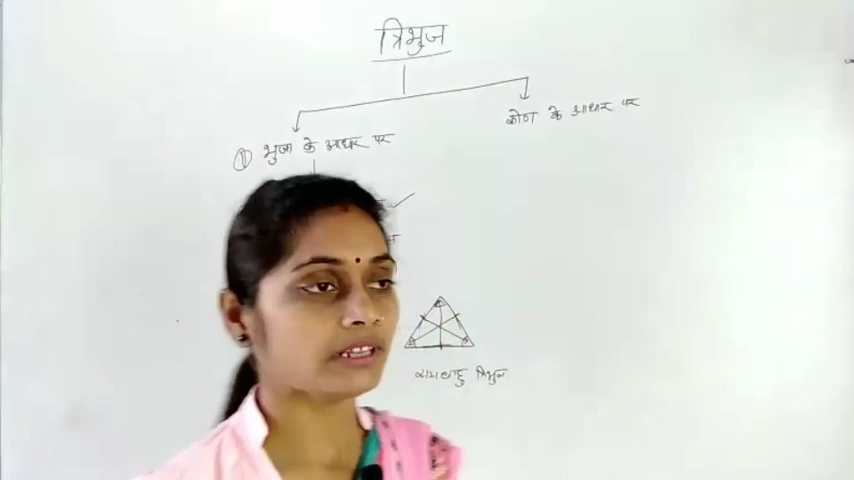 त्रिभुज
कोण के आधार पर
① भुजा के आधार पर
समबाहु त्रिभुज